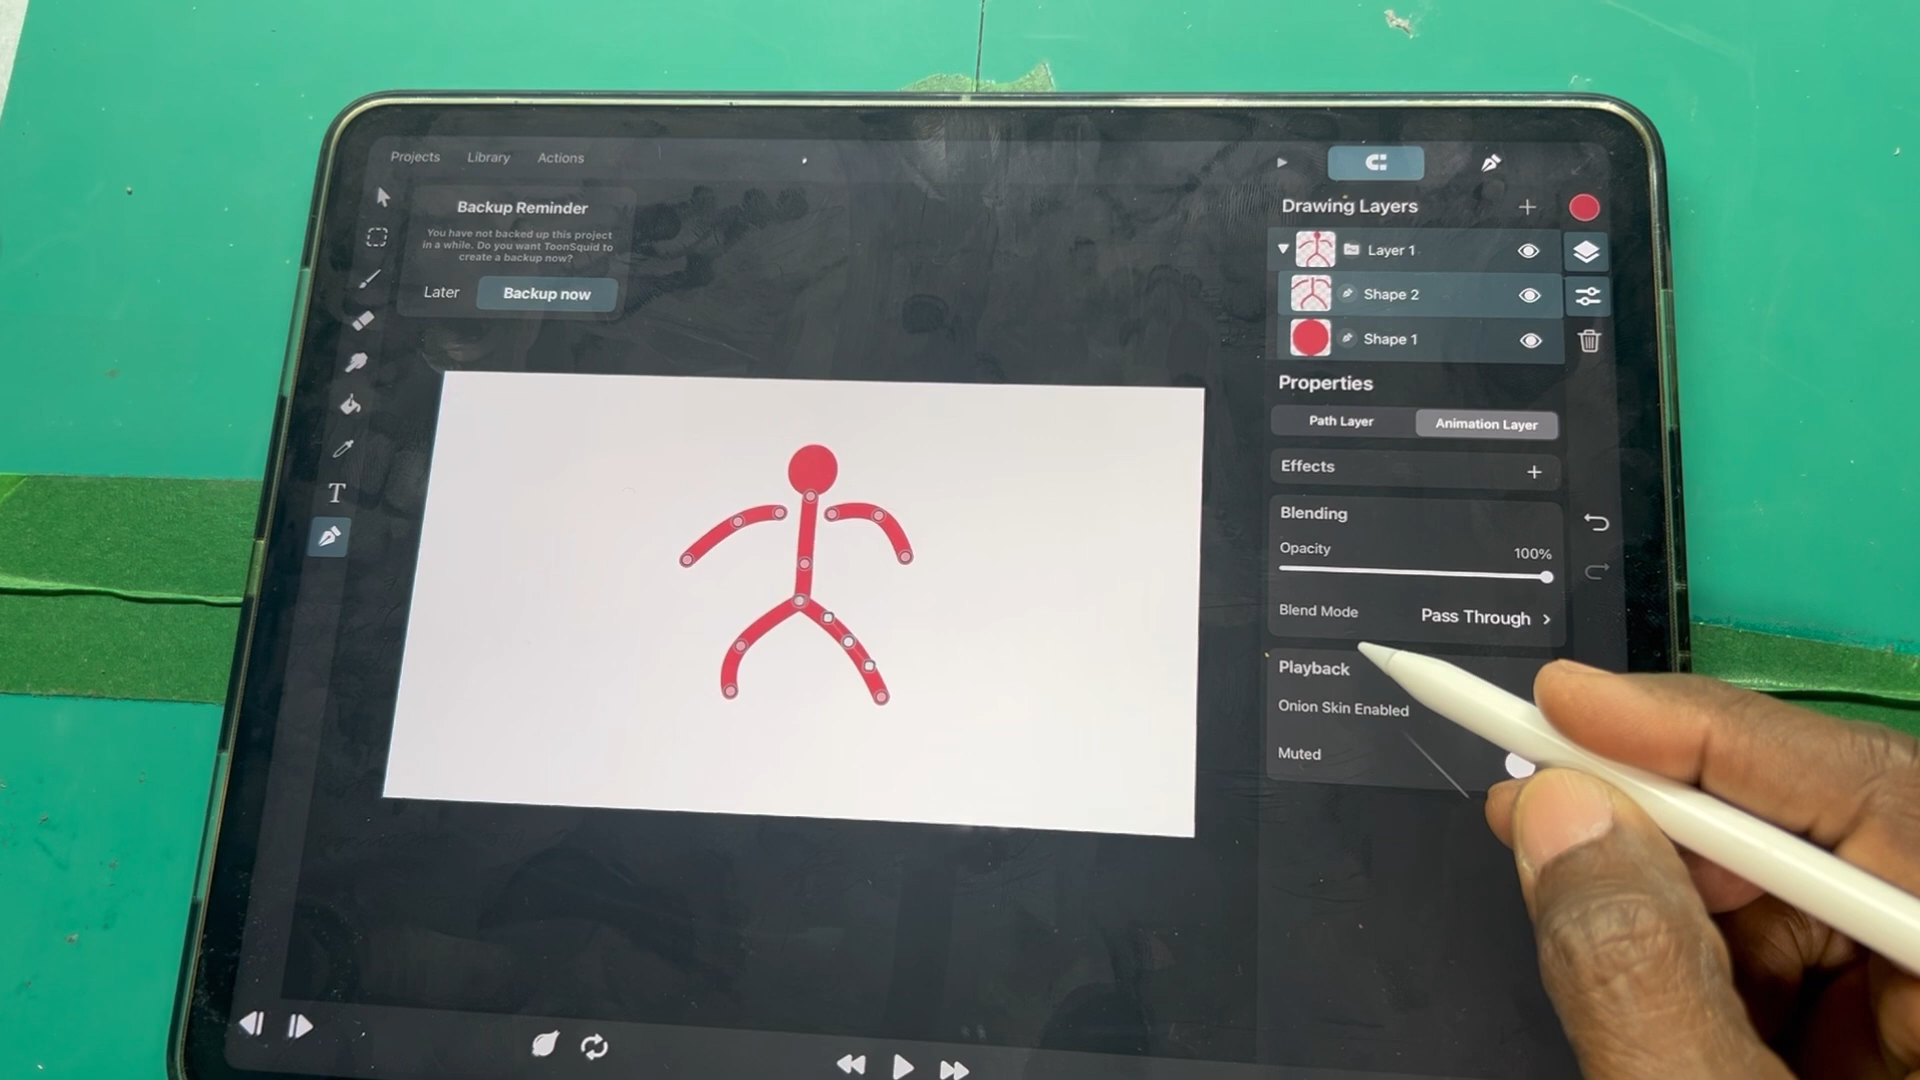 Projects Library Actions
Backup Reminder
You have not backed up this project
in a while. Do you want ToonSquid to
create a backup now?
Later Backup now
T
Drawing Layers
Layer 1
Shape 2
Shape 1
Properties
Path Layer Animation Layer
Effects
Blending
Opacity 100%
Blend Mode Pass Through
Playback
Onion Skin Enabled
Muted